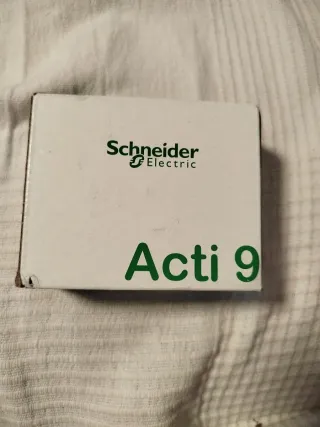 Schneider
Electric
Acti 9